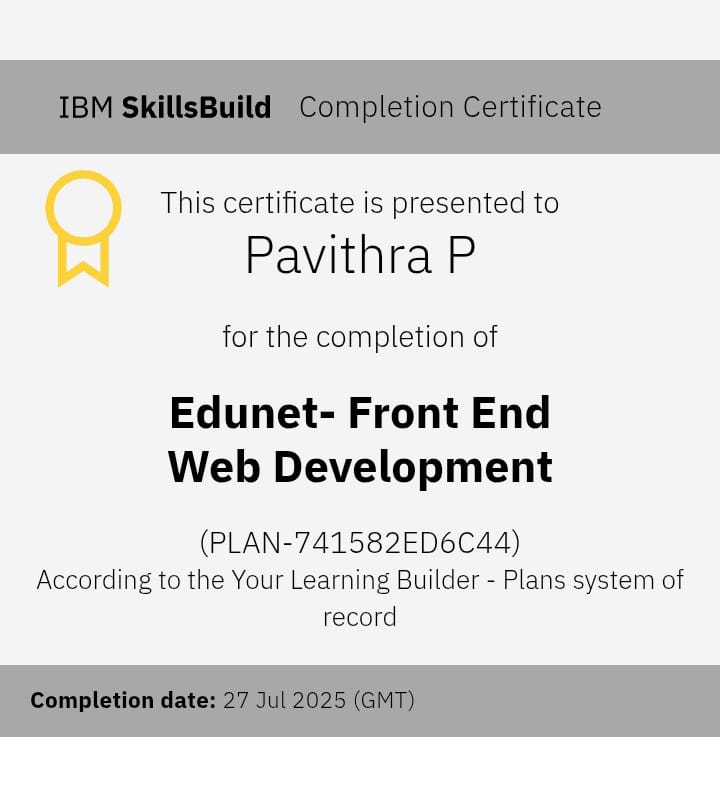 IBM SkillsBuild Completion Certificate
This certificate is presented to
Pavithra P
for the completion of
Edunet- Front End
Web Development
(PLAN-741582ED6C44)
According to the Your Learning Builder - Plans system of
record
Completion date: 27 Jul 2025 (GMT)